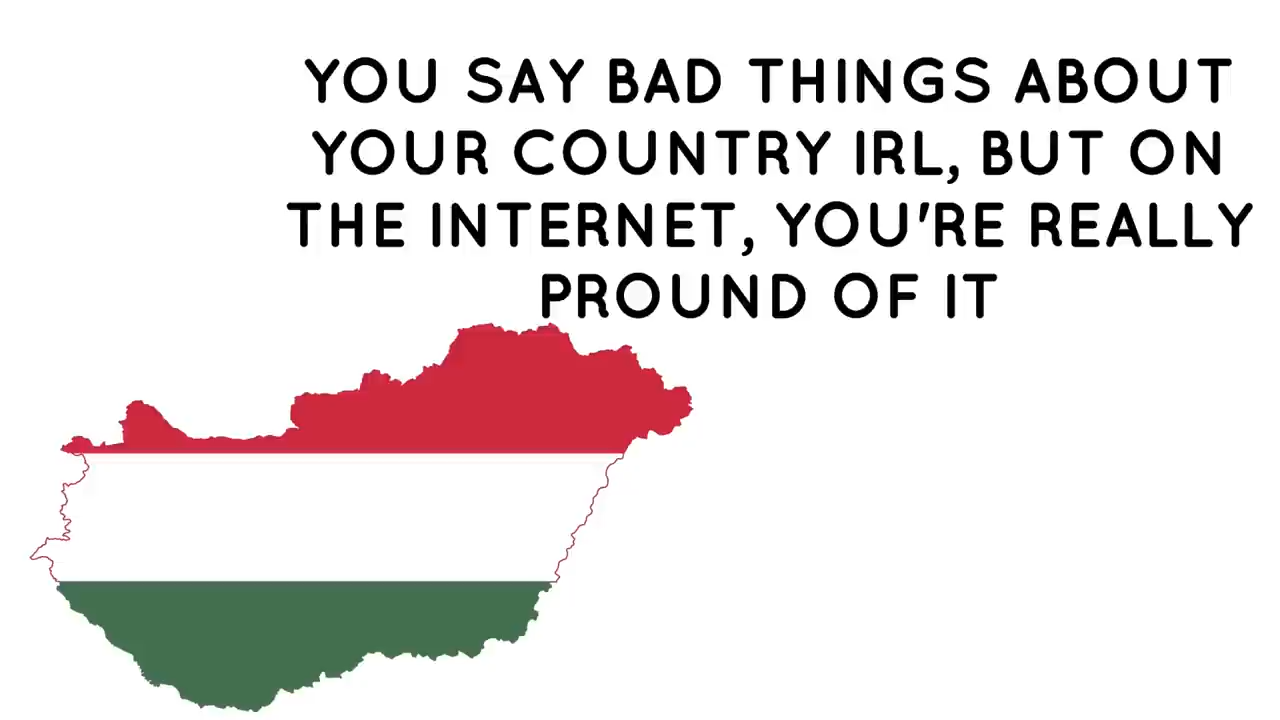 YOU SAY BAD THINGS ABOUT
YOUR COUNTRY IRL, BUT ON
THE INTERNET, YOU'RE REALLY
PROUND OF IT